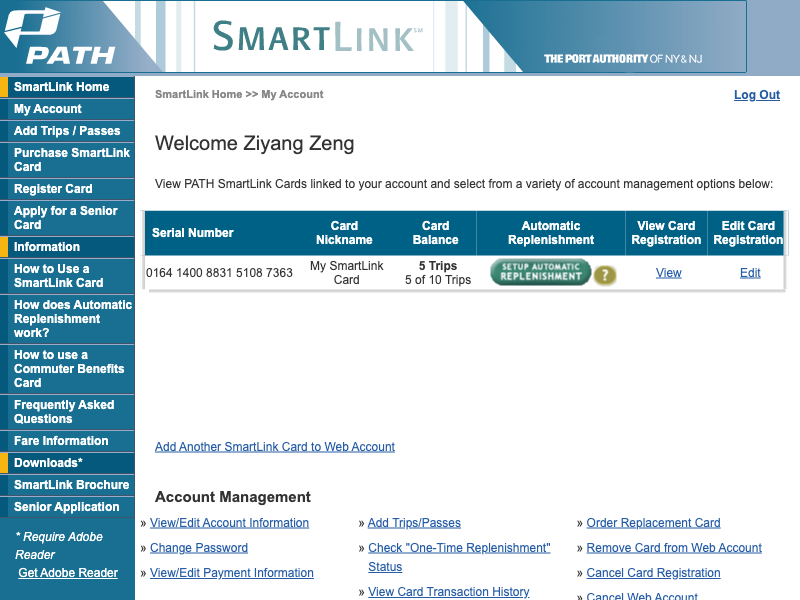 PATH
SMARTLINK℠
THE PORT AUTHORITY OF NY & NJ
SmartLink Home
My Account
Add Trips / Passes
Purchase SmartLink
Card
Register Card
Apply for a Senior
Card
Information
How to Use a
SmartLink Card
How does Automatic
Replenishment
work?
How to use a
Commuter Benefits
Card
Frequently Asked
Questions
Fare Information
Downloads*
SmartLink Brochure
Senior Application
* Require Adobe
Reader
Get Adobe Reader
SmartLink Home >> My Account
Log Out
Welcome Ziyang Zeng
View PATH SmartLink Cards linked to your account and select from a variety of account management options below:
Serial Number
Card
Nickname
Card
Balance
Automatic
Replenishment
View Card
Registration
Edit Card
Registration
0164 1400 8831 5108 7363
My SmartLink
Card
5 Trips
5 of 10 Trips
SETUP AUTOMATIC
REPLENISHMENT
?
View
Edit
Add Another SmartLink Card to Web Account
Account Management
» View/Edit Account Information
» Change Password
» View/Edit Payment Information
» Add Trips/Passes
» Check "One-Time Replenishment"
Status
» View Card Transaction History
» Order Replacement Card
» Remove Card from Web Account
» Cancel Card Registration
» Cancel Web Account